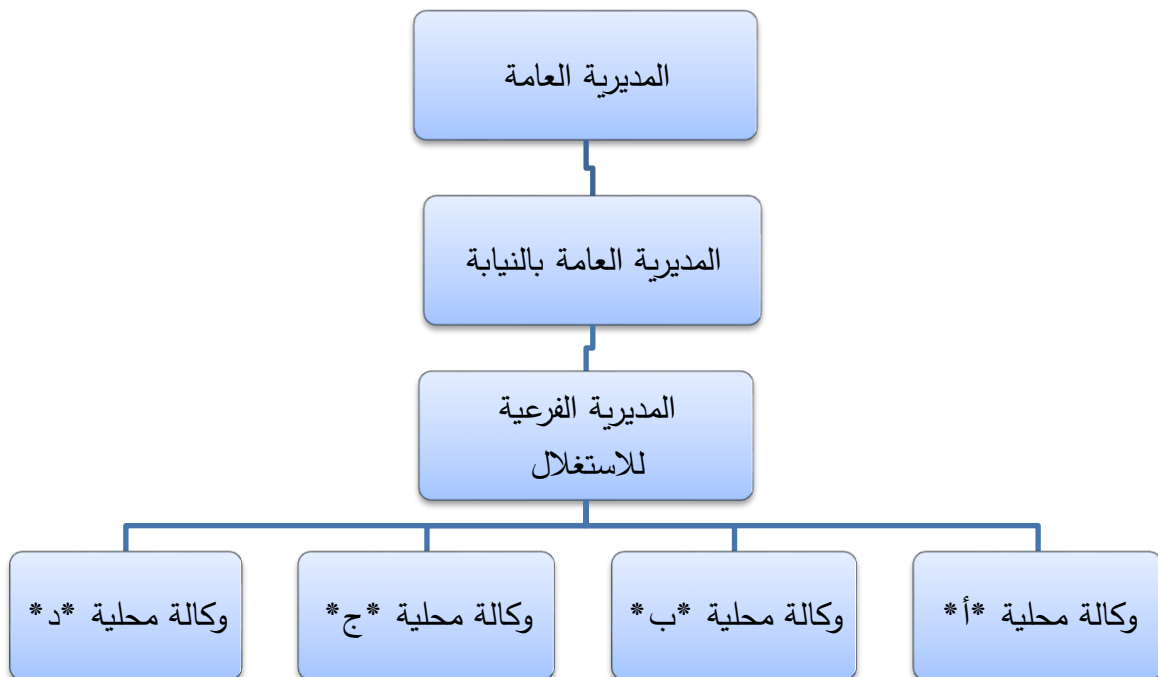 المديرية العامة
المديرية العامة بالنيابة
المديرية الفرعية
للاستغلال
وكالة محلية *أ*
وكالة محلية *ب*
وكالة محلية *ج*
وكالة محلية *د*